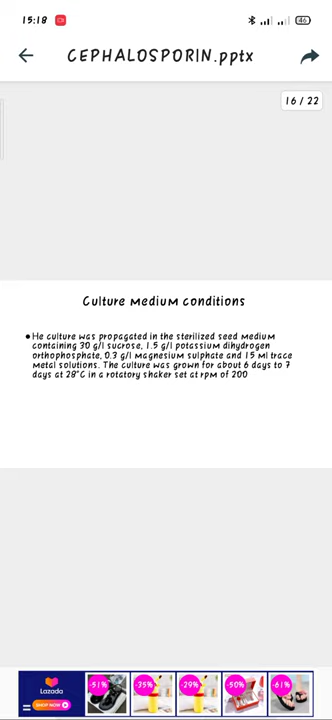 15:18
46
CEPHALOSPORIN.pptx
16 / 22
Culture Medium conditions
● He culture was propagated in the sterilized seed medium
containing 30 g/l sucrose, 1.5 g/l potassium dihydrogen
orthophosphate, 0.3 g/l magnesium sulphate and 15 ml trace
metal solutions. The culture was grown for about 6 days to 7
days at 28°C in a rotatory shaker set at rpm of 200
Lazada
SHOP NOW
-51%
-35%
-29%
-50%
-61%